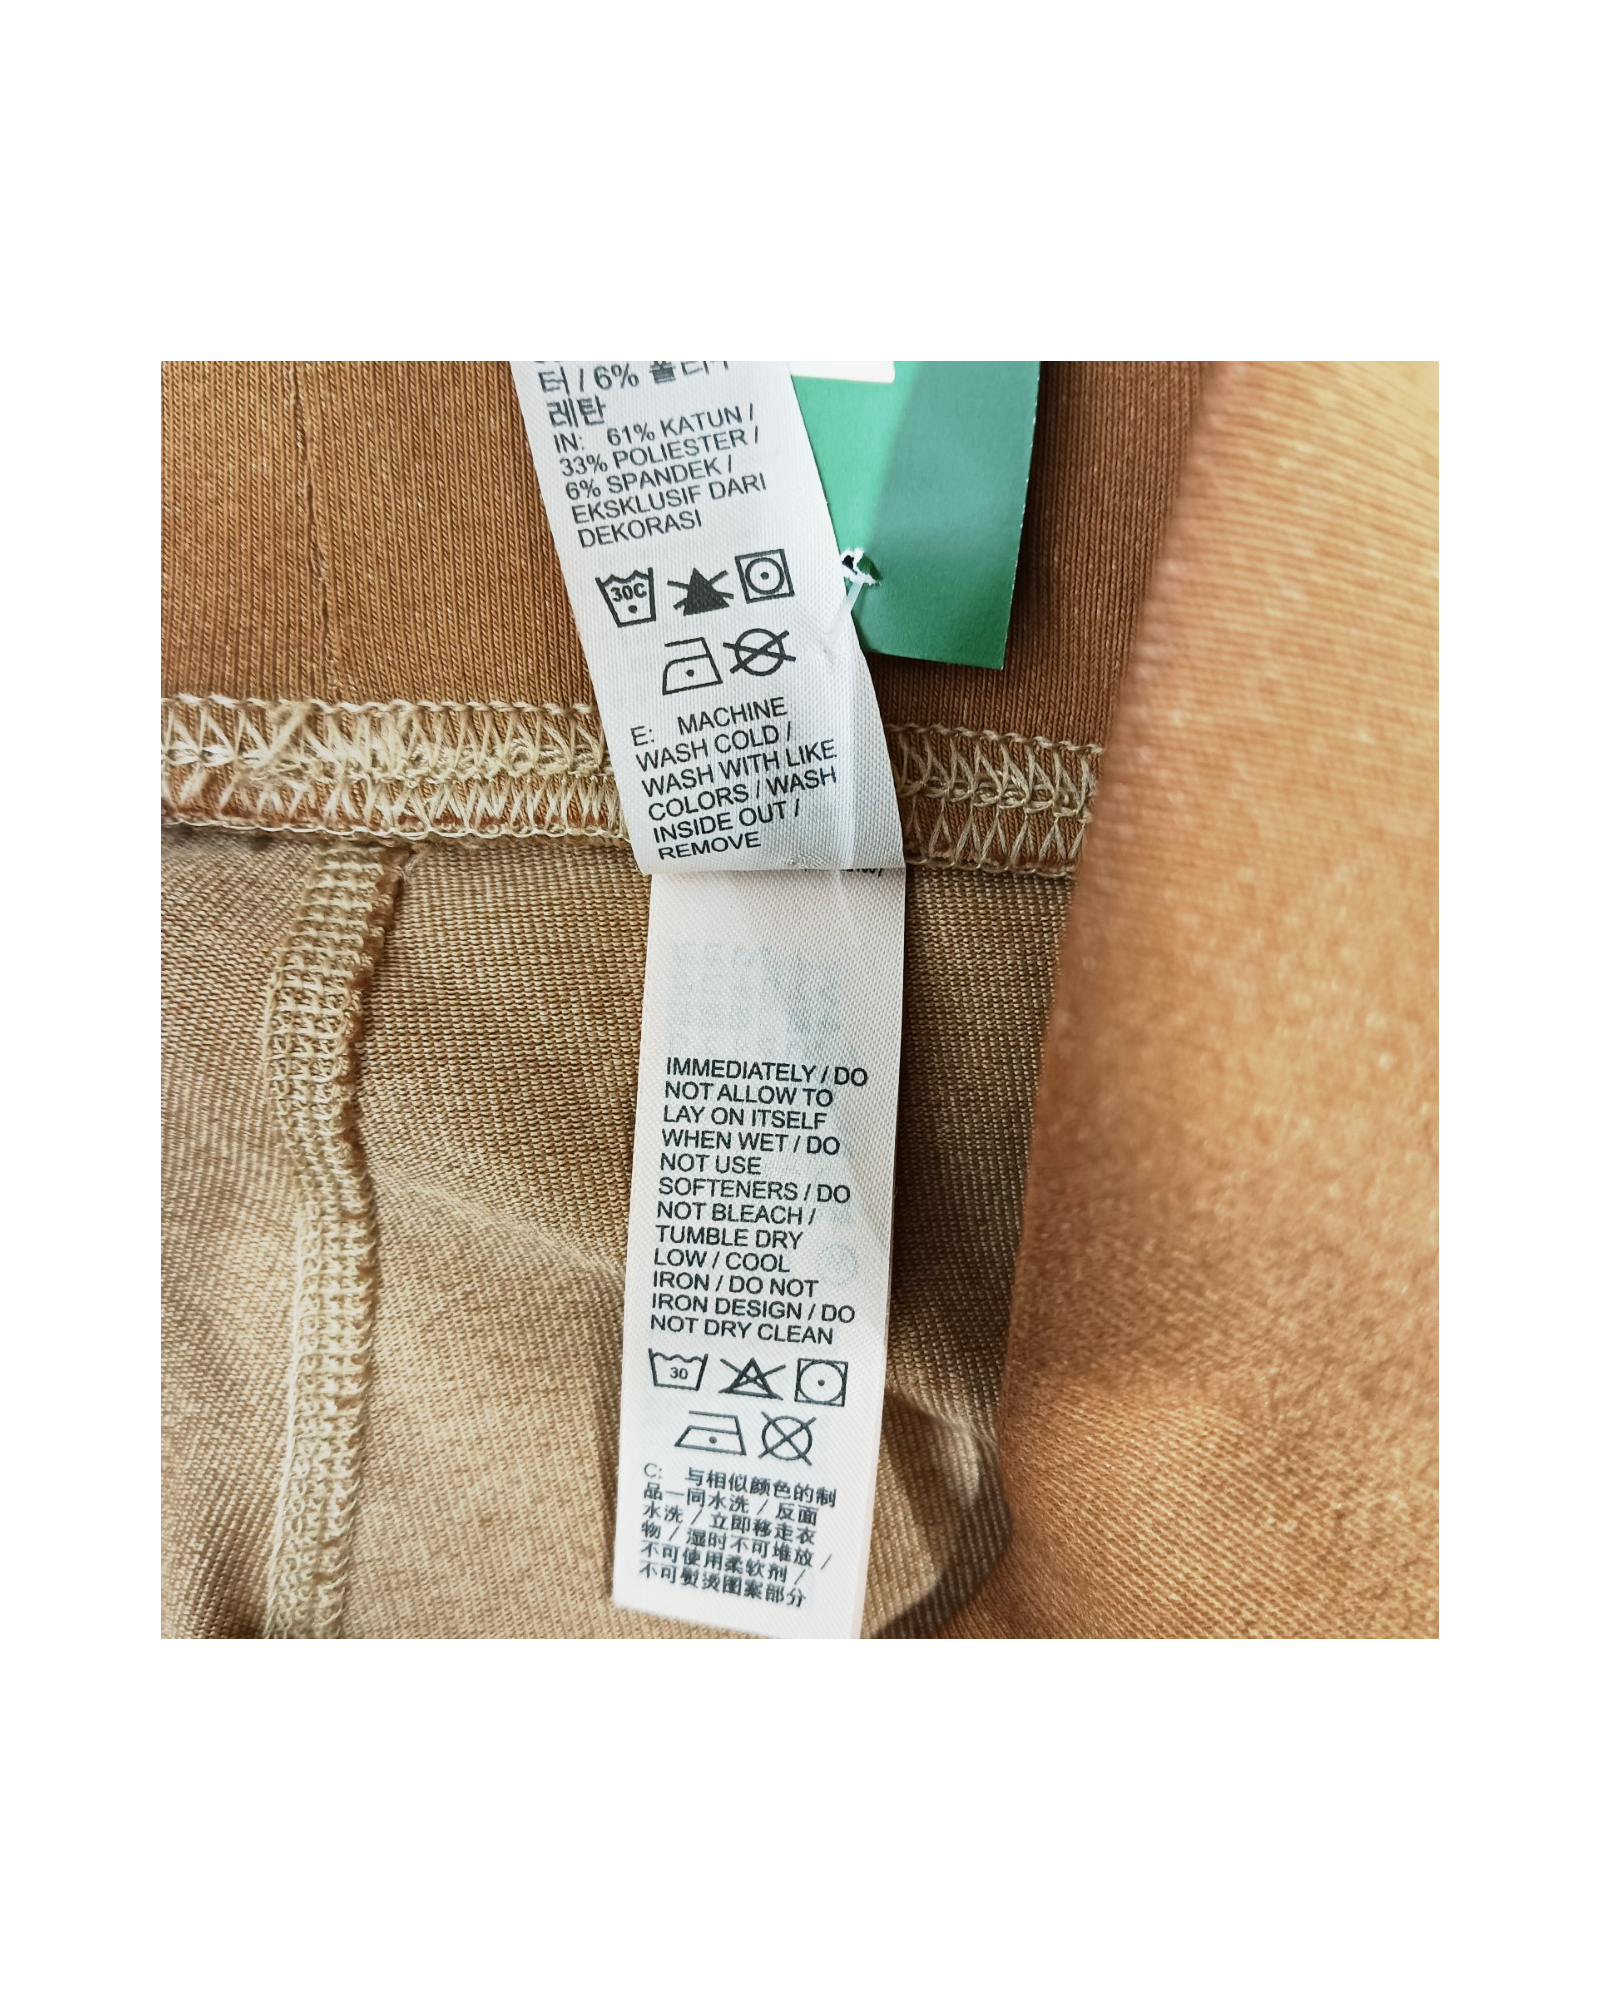 터 / 6% 폴리우
레탄
IN: 61% KATUN /
33% POLIESTER /
6% SPANDEK /
EKSKLUSIF DARI
DEKORASI
30C
E: MACHINE
WASH COLD /
WASH WITH LIKE
COLORS / WASH
INSIDE OUT /
REMOVE
IMMEDIATELY / DO
NOT ALLOW TO
LAY ON ITSELF
WHEN WET / DO
NOT USE
SOFTENERS / DO
NOT BLEACH /
TUMBLE DRY
LOW / COOL
IRON / DO NOT
IRON DESIGN / DO
NOT DRY CLEAN
30
C: 与相似颜色的制
品一同水洗 / 反面
水洗 / 立即移走衣
物 / 湿时不可堆放 /
不可使用柔软剂 /
不可熨烫图案部分